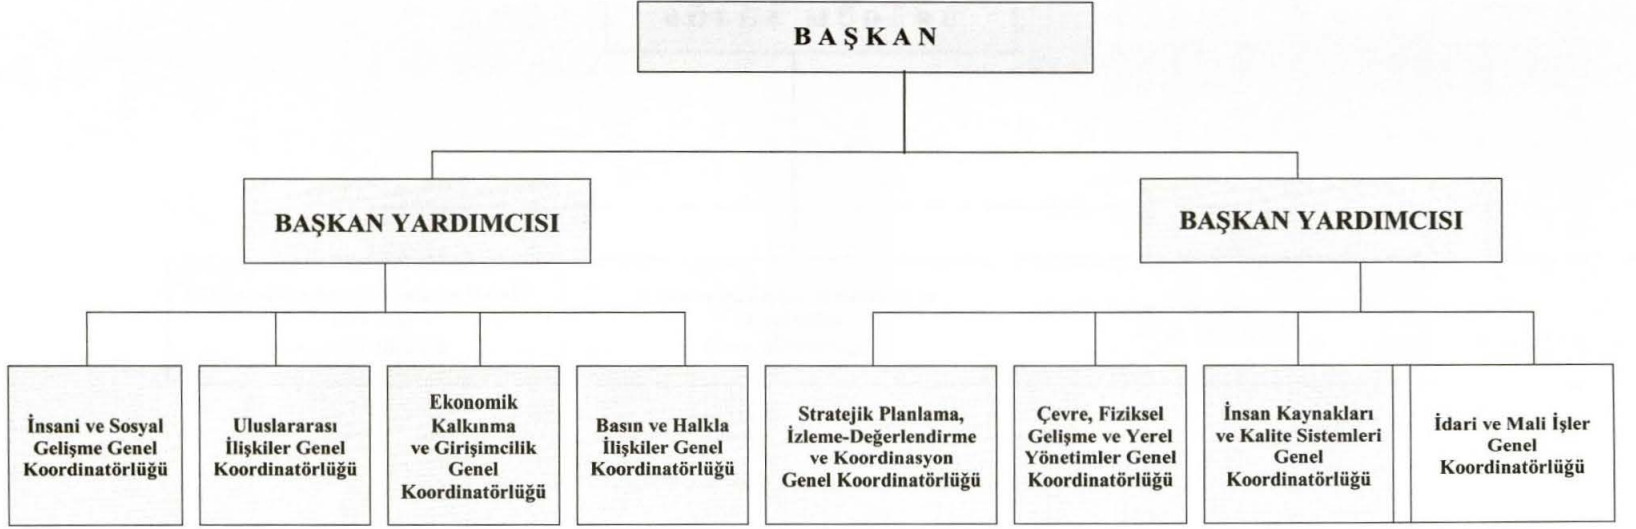 BAŞKAN
BAŞKAN YARDIMCISI
BAŞKAN YARDIMCISI
İnsani ve Sosyal
Gelişme Genel
Koordinatörlüğü
Uluslararası
İlişkiler Genel
Koordinatörlüğü
Ekonomik
Kalkınma
ve Girişimcilik
Genel
Koordinatörlüğü
Basın ve Halkla
İlişkiler Genel
Koordinatörlüğü
Stratejik Planlama,
İzleme-Değerlendirme
ve Koordinasyon
Genel Koordinatörlüğü
Çevre, Fiziksel
Gelişme ve Yerel
Yönetimler Genel
Koordinatörlüğü
İnsan Kaynakları
ve Kalite Sistemleri
Genel
Koordinatörlüğü
İdari ve Mali İşler
Genel
Koordinatörlüğü